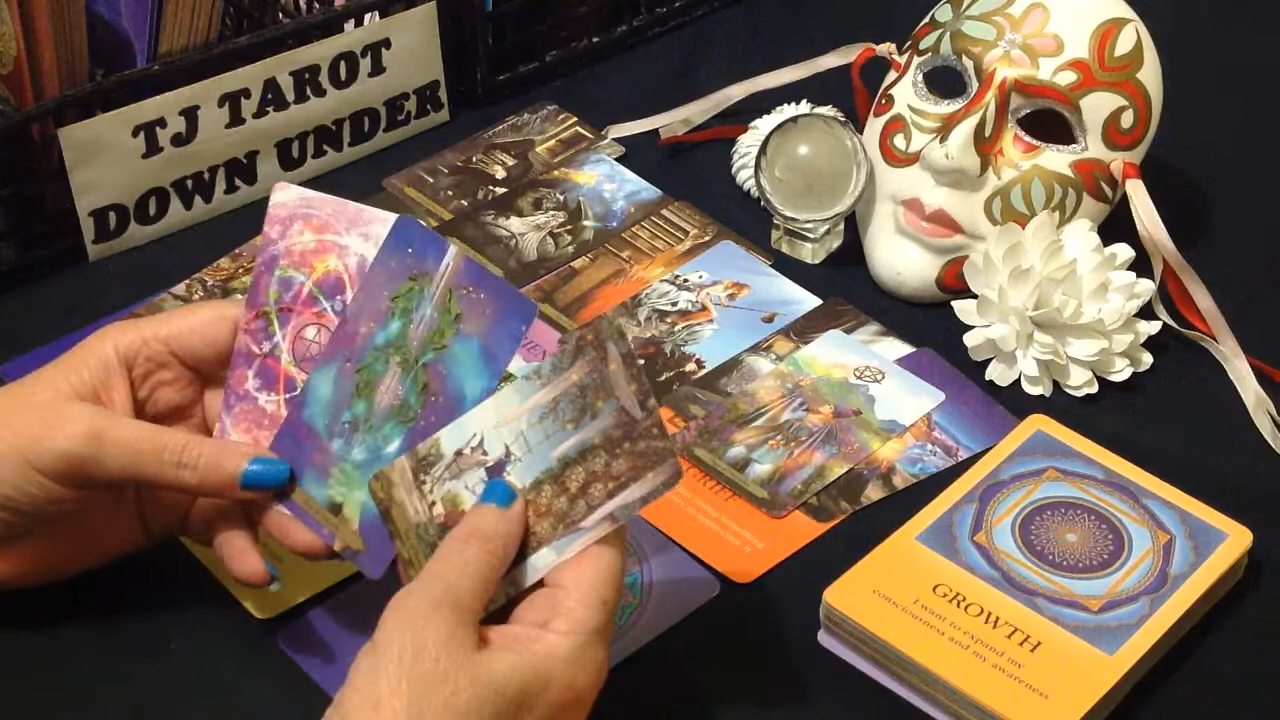 TJ TAROT
DOWN UNDER
GROWTH
I want to expand my
consciousness and my awareness